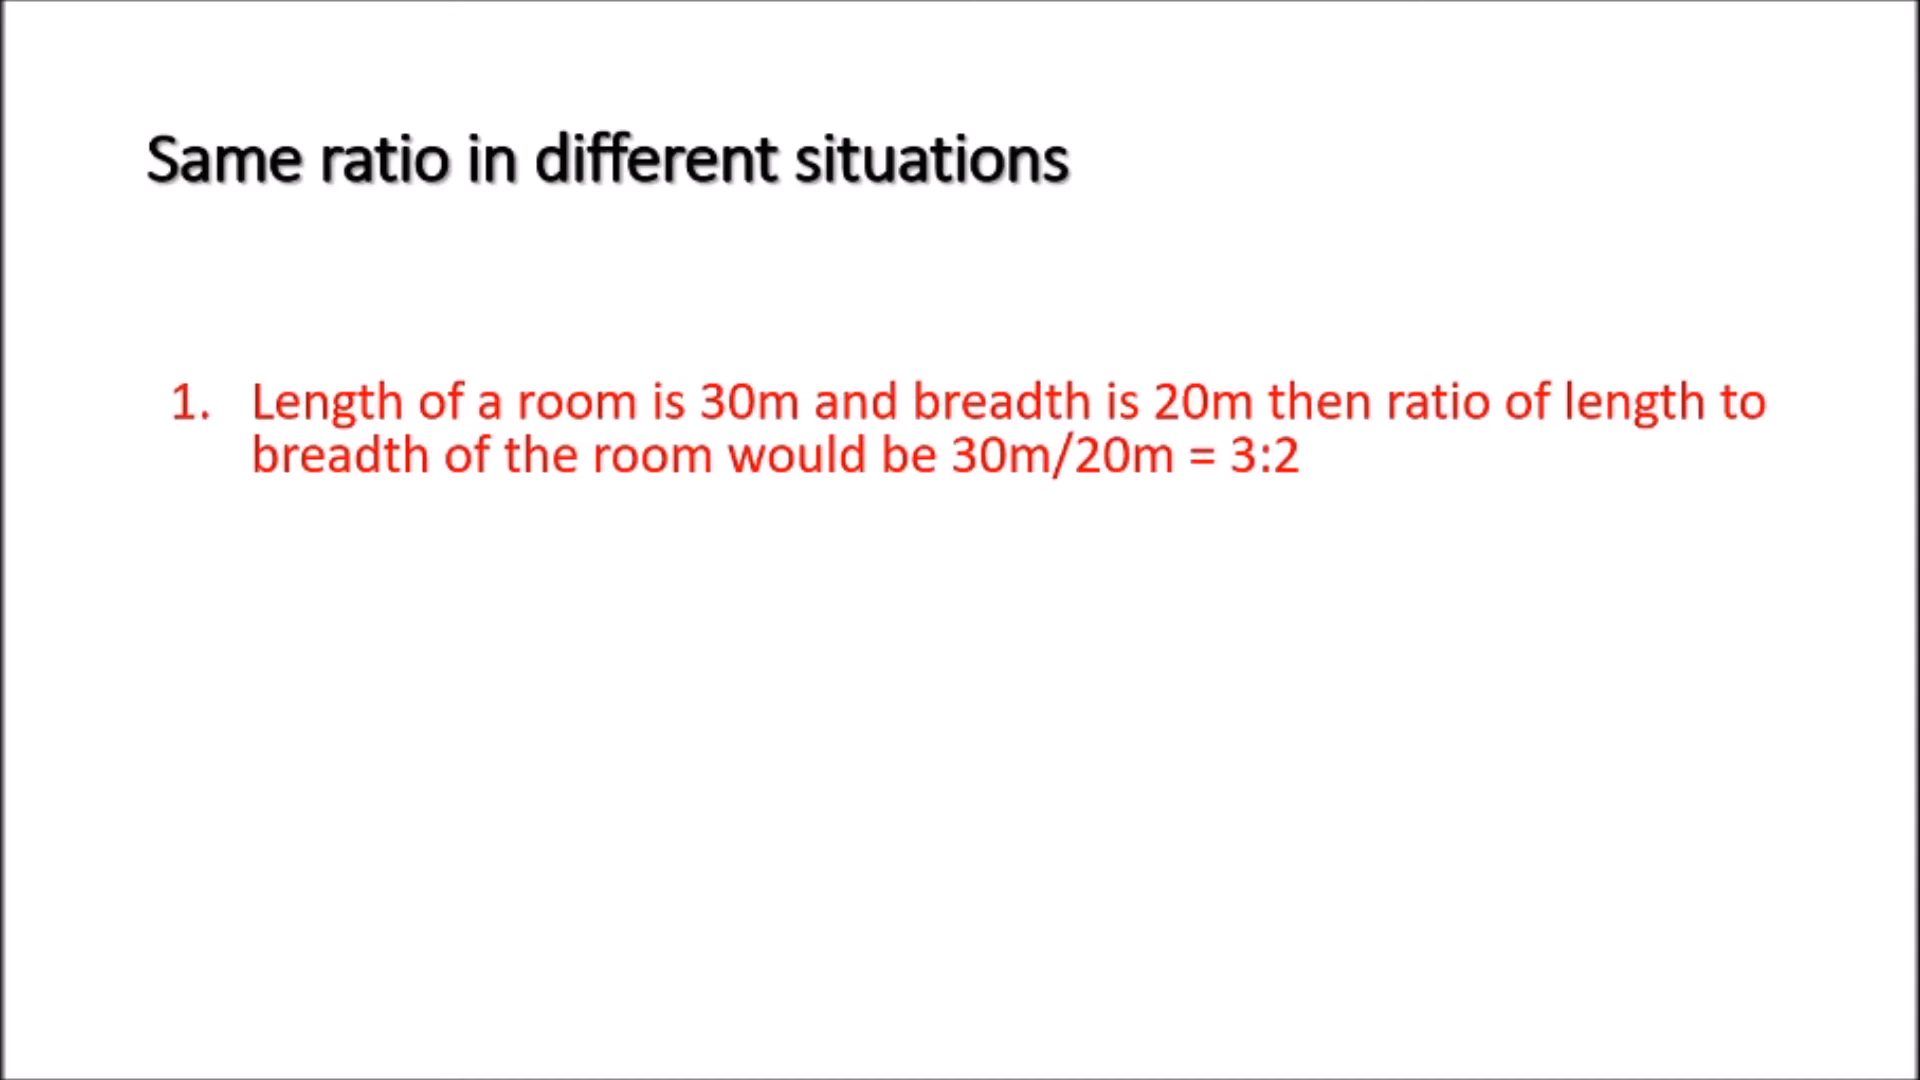 Same ratio in different situations
1. Length of a room is 30m and breadth is 20m then ratio of length to
breadth of the room would be 30m/20m = 3:2